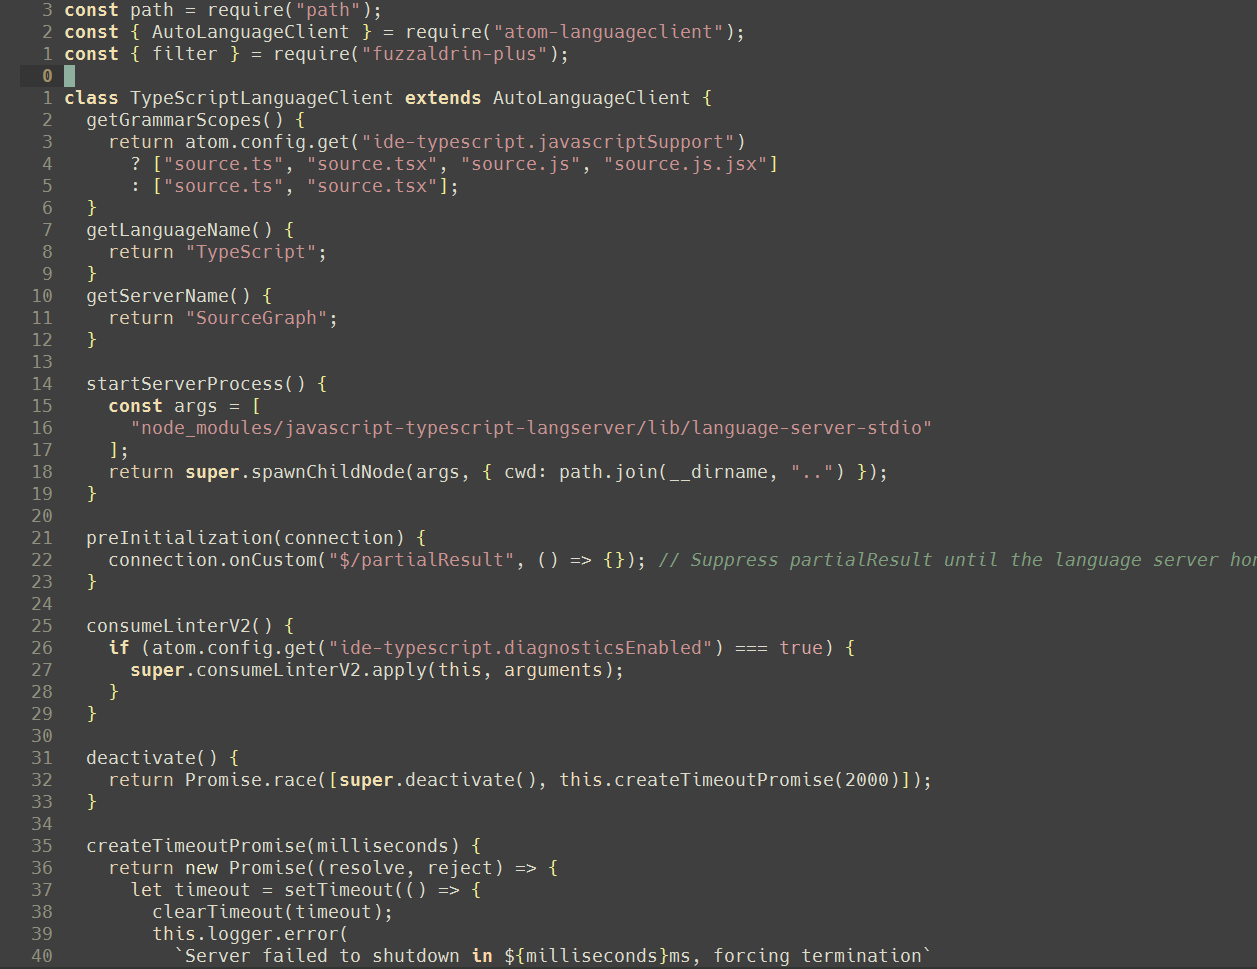 3 const path = require("path");
2 const { AutoLanguageClient } = require("atom-languageclient");
1 const { filter } = require("fuzzaldrin-plus");
0
1 class TypeScriptLanguageClient extends AutoLanguageClient {
2   getGrammarScopes() {
3     return atom.config.get("ide-typescript.javascriptSupport")
4       ? ["source.ts", "source.tsx", "source.js", "source.js.jsx"]
5       : ["source.ts", "source.tsx"];
6   }
7   getLanguageName() {
8     return "TypeScript";
9   }
10   getServerName() {
11     return "SourceGraph";
12   }
13
14   startServerProcess() {
15     const args = [
16       "node_modules/javascript-typescript-langserver/lib/language-server-stdio"
17     ];
18     return super.spawnChildNode(args, { cwd: path.join(__dirname, "..") });
19   }
20
21   preInitialization(connection) {
22     connection.onCustom("$/partialResult", () => {}); // Suppress partialResult until the language server
23   }
24
25   consumeLinterV2() {
26     if (atom.config.get("ide-typescript.diagnosticsEnabled") === true) {
27       super.consumeLinterV2.apply(this, arguments);
28     }
29   }
30
31   deactivate() {
32     return Promise.race([super.deactivate(), this.createTimeoutPromise(2000)]);
33   }
34
35   createTimeoutPromise(milliseconds) {
36     return new Promise((resolve, reject) => {
37       let timeout = setTimeout(() => {
38         clearTimeout(timeout);
39         this.logger.error(
40           `Server failed to shutdown in ${milliseconds}ms, forcing termination`